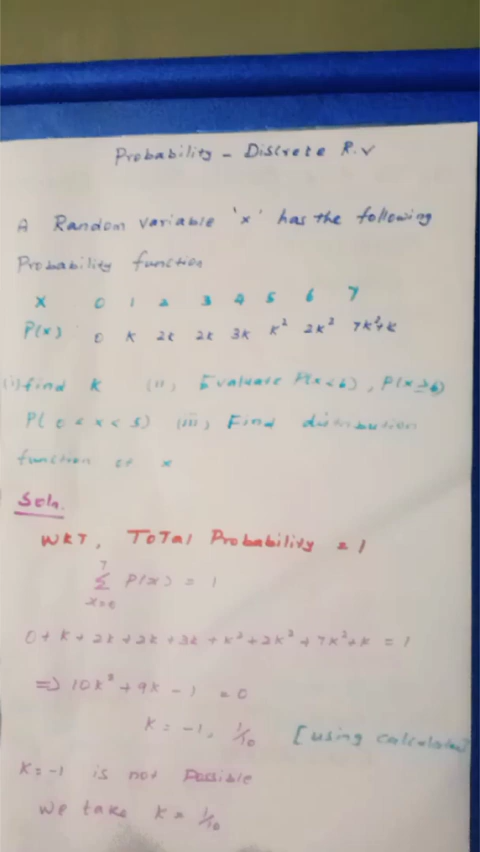 Probability - Discrete R.V
A Random variable 'x' has the following
Probability function
X 0 1 2 3 4 5 6 7
P(x) 0 K 2K 2K 3K K² 2K² 7K²+K
(i) find K (ii) Evaluate P(x<6), P(x≥6)
P(0<x<5) (iii) Find distribution
function of x
Soln.
WKT, Total Probability = 1
7
Σ P(x) = 1
x=0
0+K+2K+2K+3K+K²+2K²+7K²+K = 1
=> 10K²+9K-1 = 0
K = -1, 1/10 [using calculator]
K=-1 is not Possible
we take K = 1/10